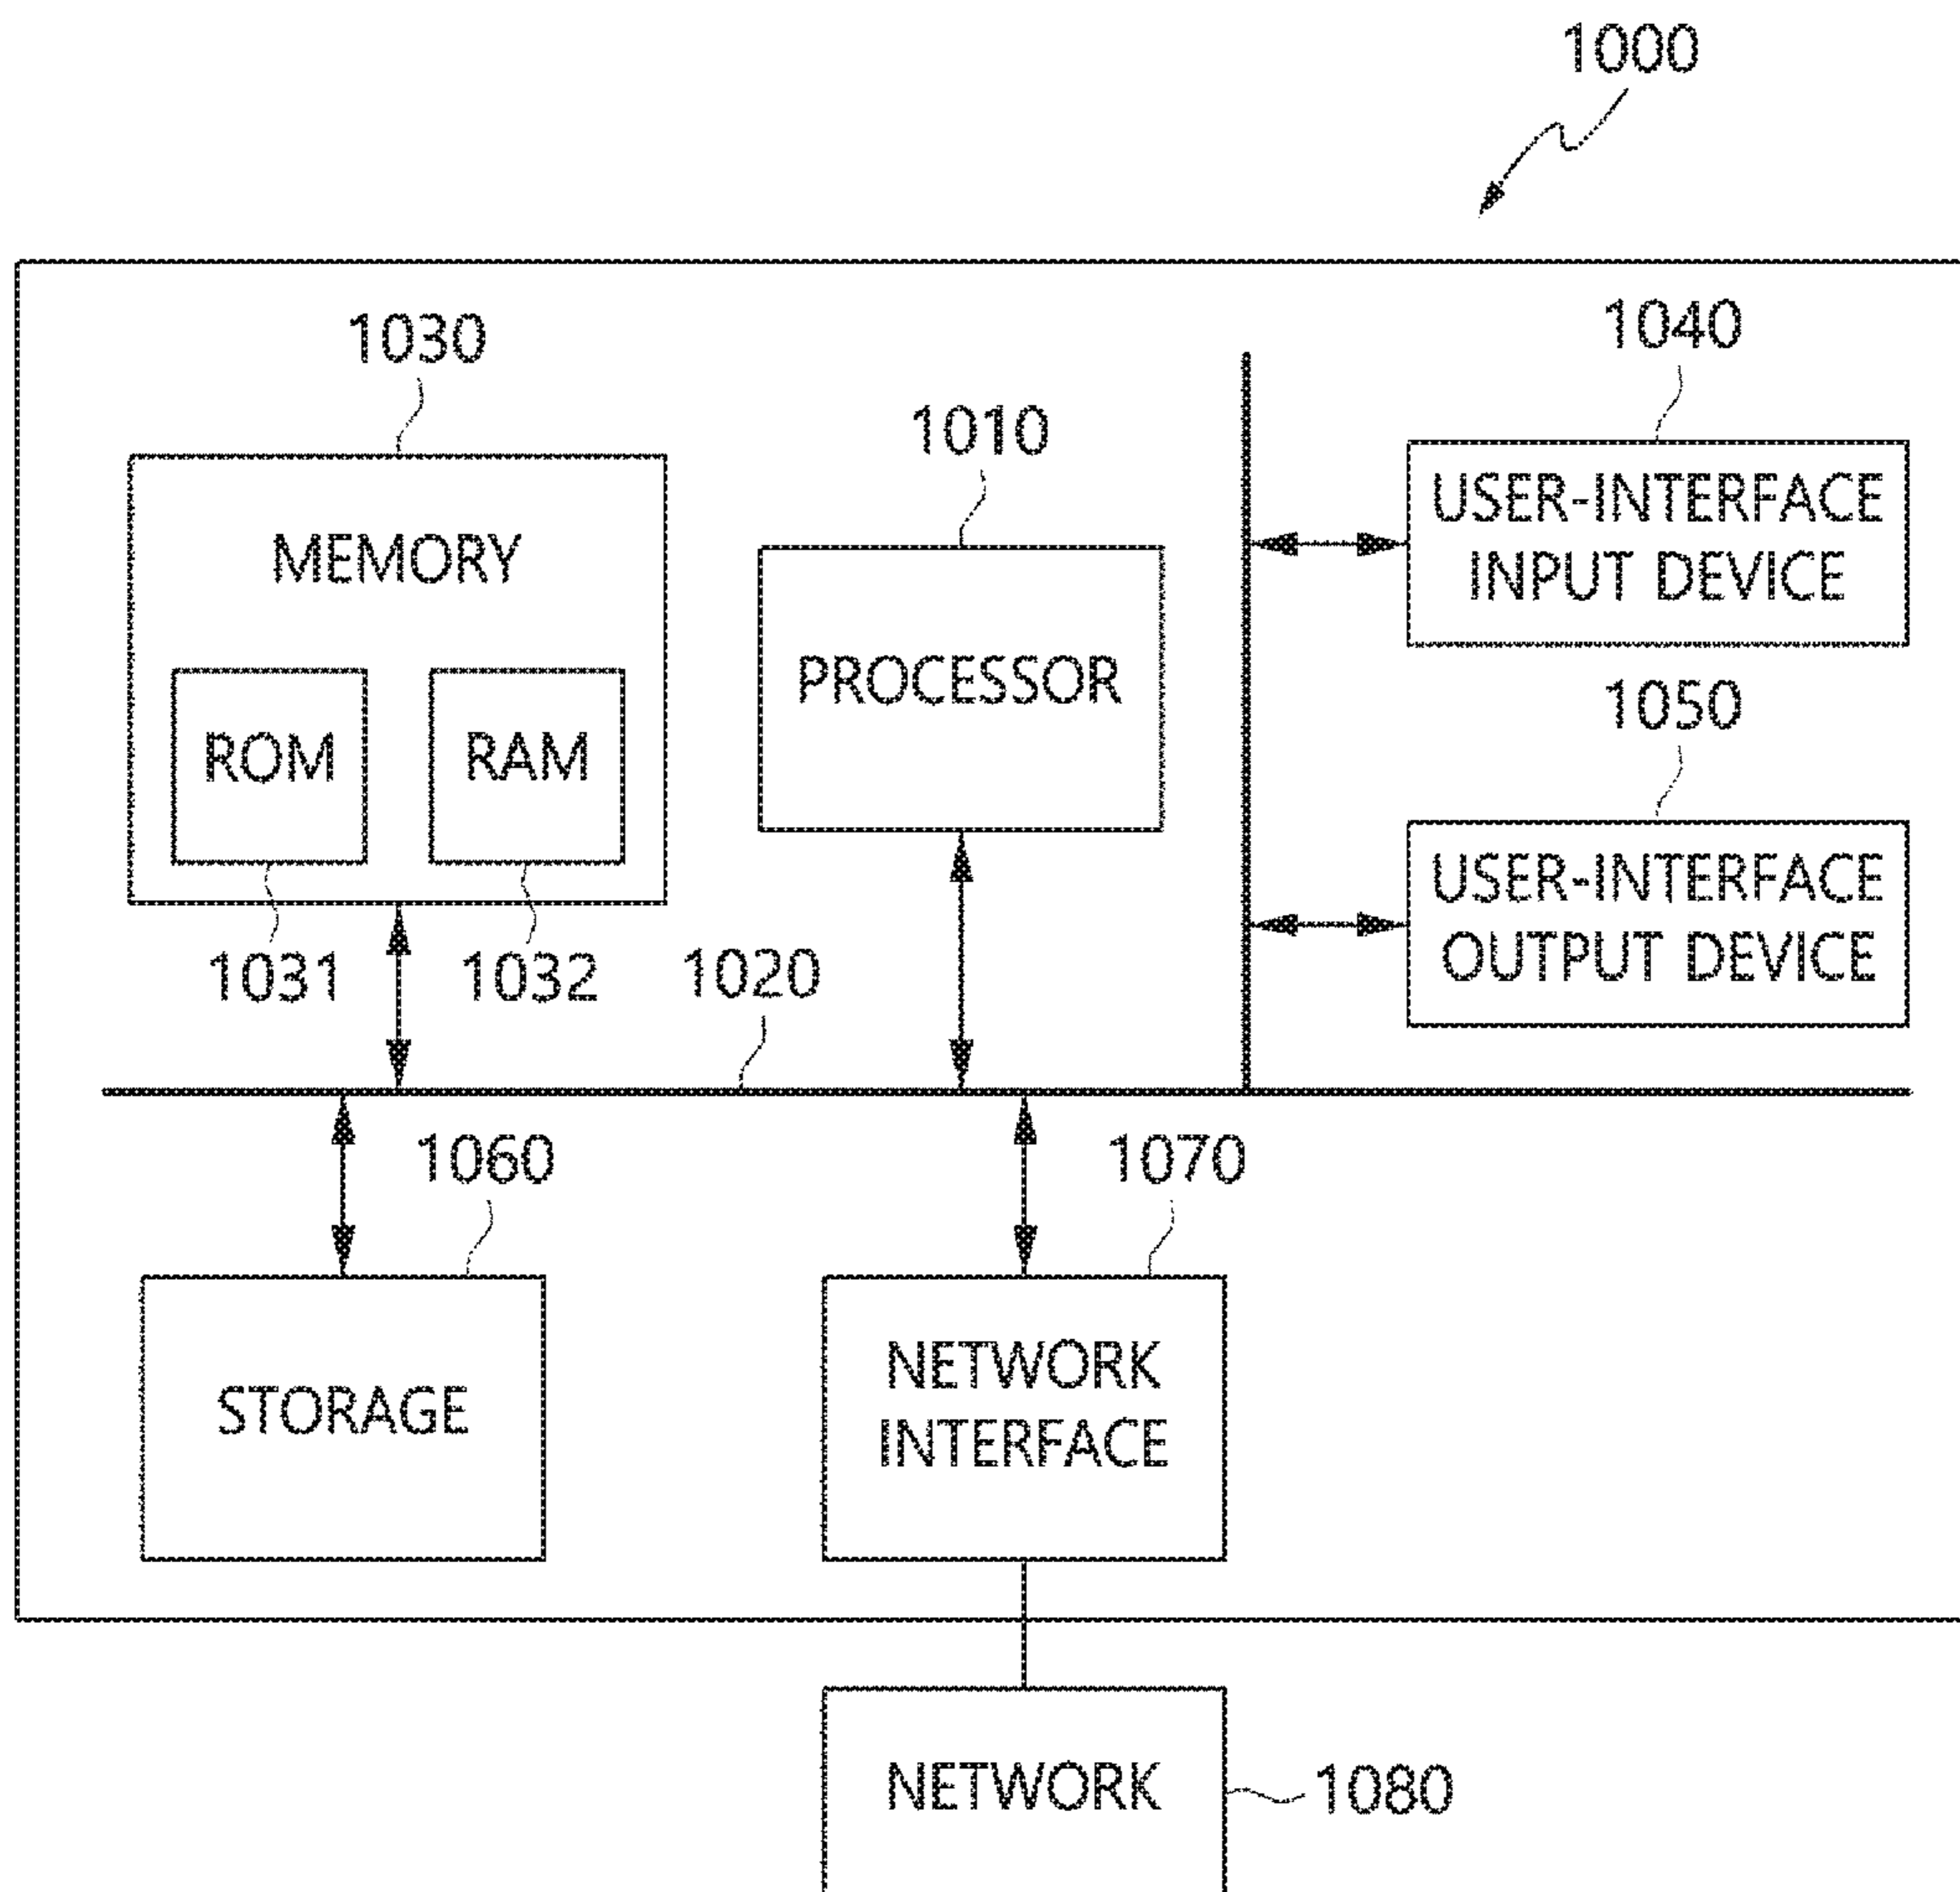 1000
1030
1040
1010
USER-INTERFACE
INPUT DEVICE
MEMORY
PROCESSOR
1050
ROM
RAM
USER-INTERFACE
OUTPUT DEVICE
1031
1032
1020
1060
1070
STORAGE
NETWORK
INTERFACE
NETWORK
1080